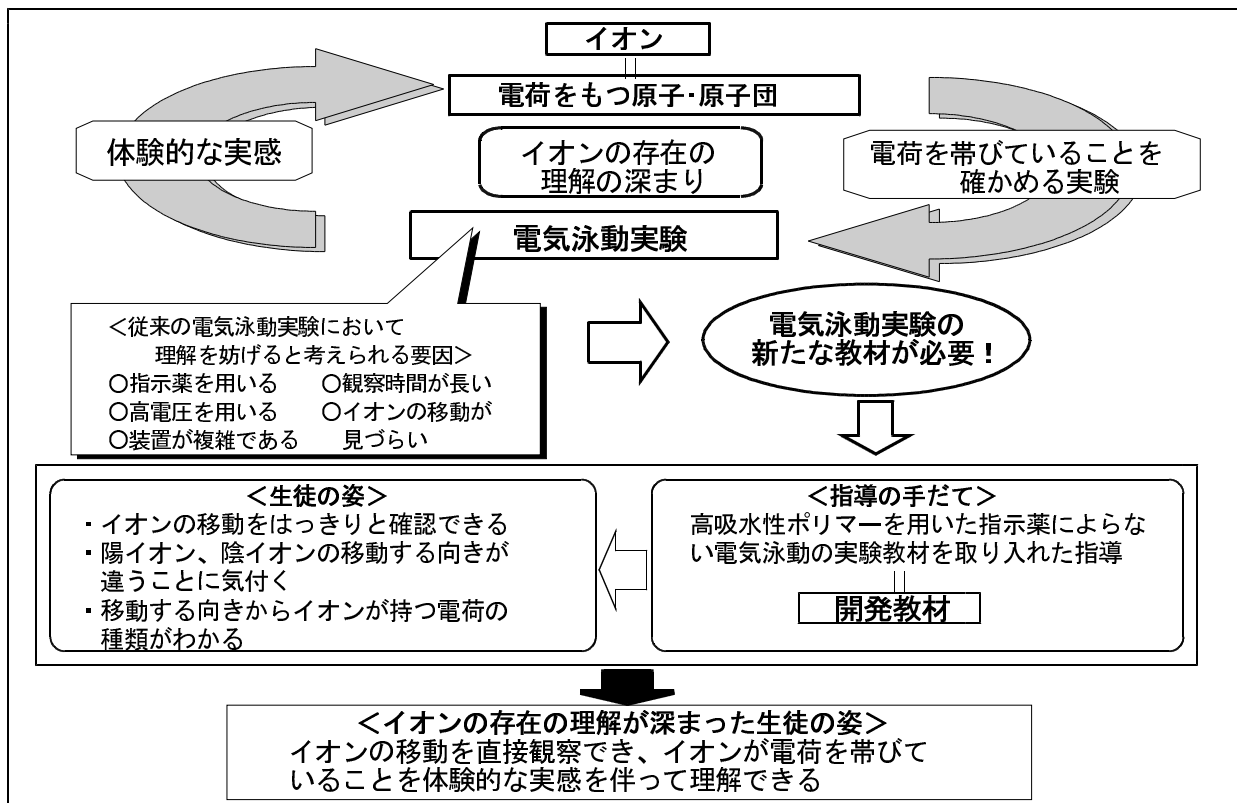 イオン
電荷をもつ原子・原子団
体験的な実感
イオンの存在の
理解の深まり
電荷を帯びていることを
確かめる実験
電気泳動実験
＜従来の電気泳動実験において
理解を妨げると考えられる要因＞
○指示薬を用いる　○観察時間が長い
○高電圧を用いる　○イオンの移動が
○装置が複雑である　見づらい
電気泳動実験の
新たな教材が必要！
＜生徒の姿＞
・イオンの移動をはっきりと確認できる
・陽イオン、陰イオンの移動する向きが
違うことに気付く
・移動する向きからイオンが持つ電荷の
種類がわかる
＜指導の手だて＞
高吸水性ポリマーを用いた指示薬によらな
い電気泳動の実験教材を取り入れた指導
開発教材
＜イオンの存在の理解が深まった生徒の姿＞
イオンの移動を直接観察でき、イオンが電荷を帯びて
いることを体験的な実感を伴って理解できる